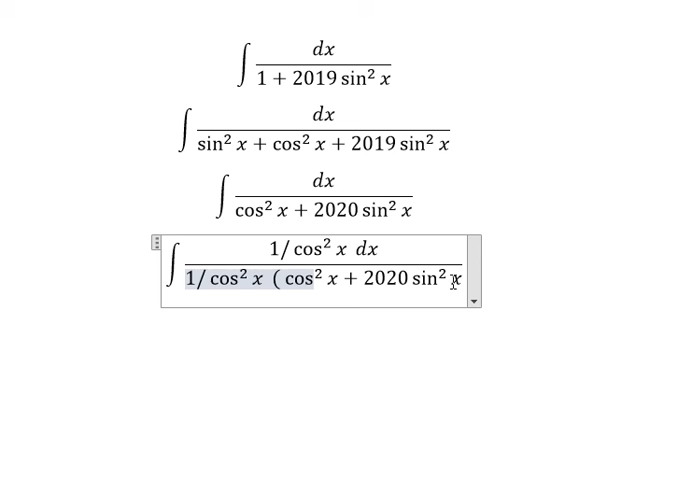 ∫ dx / (1 + 2019 sin² x)
∫ dx / (sin² x + cos² x + 2019 sin² x)
∫ dx / (cos² x + 2020 sin² x)
∫ 1/ cos² x dx / 1/ cos² x ( cos² x + 2020 sin² x